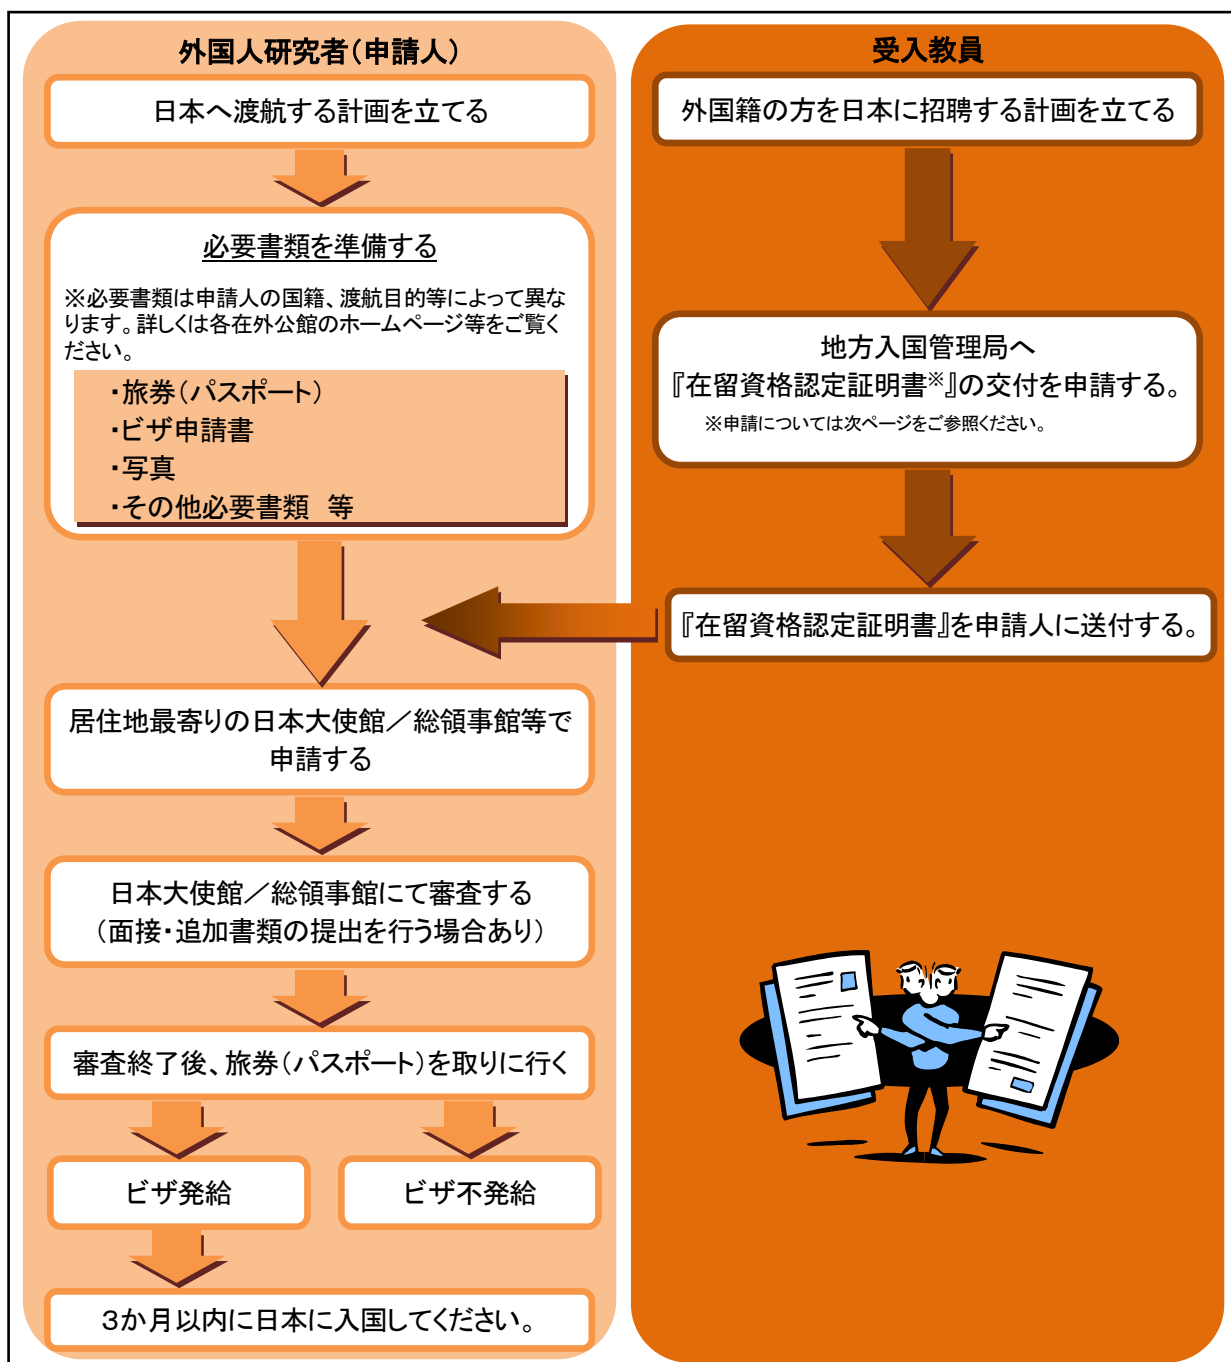 外国人研究者(申請人)
日本へ渡航する計画を立てる
必要書類を準備する
※必要書類は申請人の国籍、渡航目的等によって異な
ります。詳しくは各在外公館のホームページ等をご覧く
ださい。
・旅券(パスポート)
・ビザ申請書
・写真
・その他必要書類 等
居住地最寄りの日本大使館/総領事館等で
申請する
日本大使館/総領事館にて審査する
(面接・追加書類の提出を行う場合あり)
審査終了後、旅券(パスポート)を取りに行く
ビザ発給
ビザ不発給
3か月以内に日本に入国してください。
受入教員
外国籍の方を日本に招聘する計画を立てる
地方入国管理局へ
『在留資格認定証明書※』の交付を申請する。
※申請については次ページをご参照ください。
『在留資格認定証明書』を申請人に送付する。